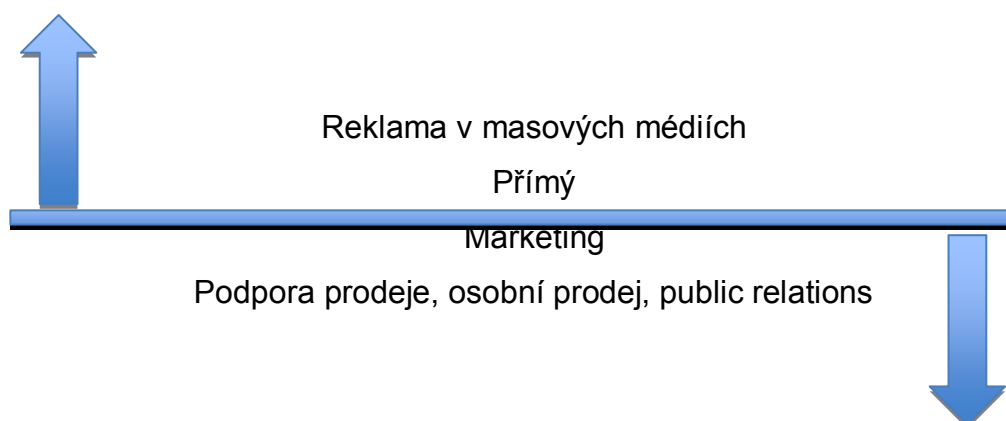 Reklama v masových médiích
Přímý
Marketing
Podpora prodeje, osobní prodej, public relations